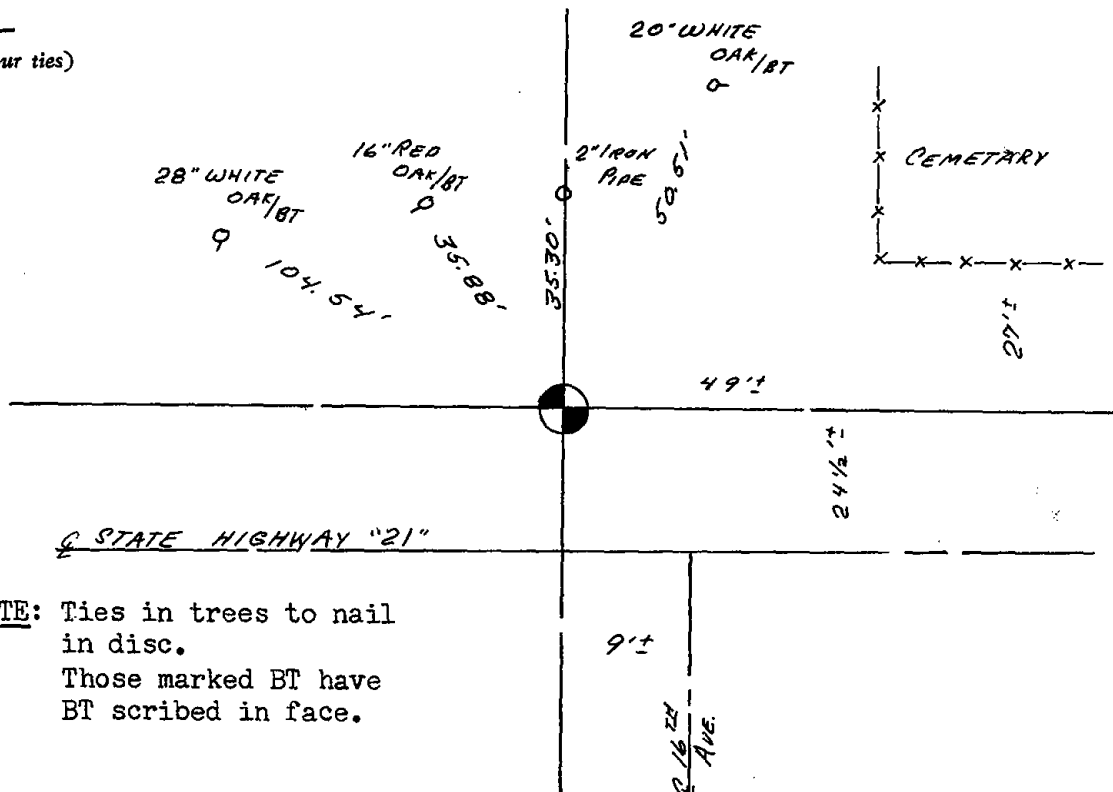 ur ties)
20" WHITE
OAK/BT
16" RED
OAK/BT
2" IRON
PIPE
28" WHITE
OAK/BT
CEMETARY
50.61'
35.88'
35.30'
104.54'
27'±
49'±
24½'±
℄ STATE HIGHWAY "21"
TE: Ties in trees to nail
in disc.
Those marked BT have
BT scribed in face.
9'±
℄ 16TH
AVE.